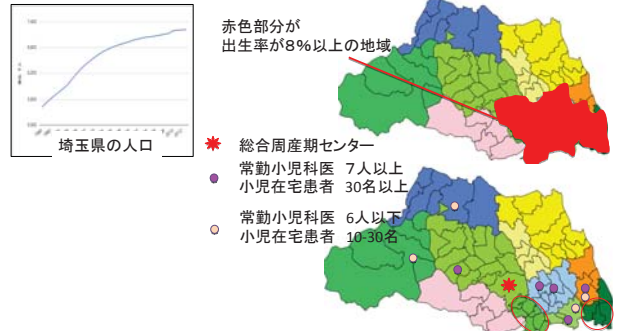 埼玉県の人口
赤色部分が
出生率が8%以上の地域
総合周産期センター
常勤小児科医 7人以上
小児在宅患者 30名以上
常勤小児科医 6人以下
小児在宅患者 10-30名